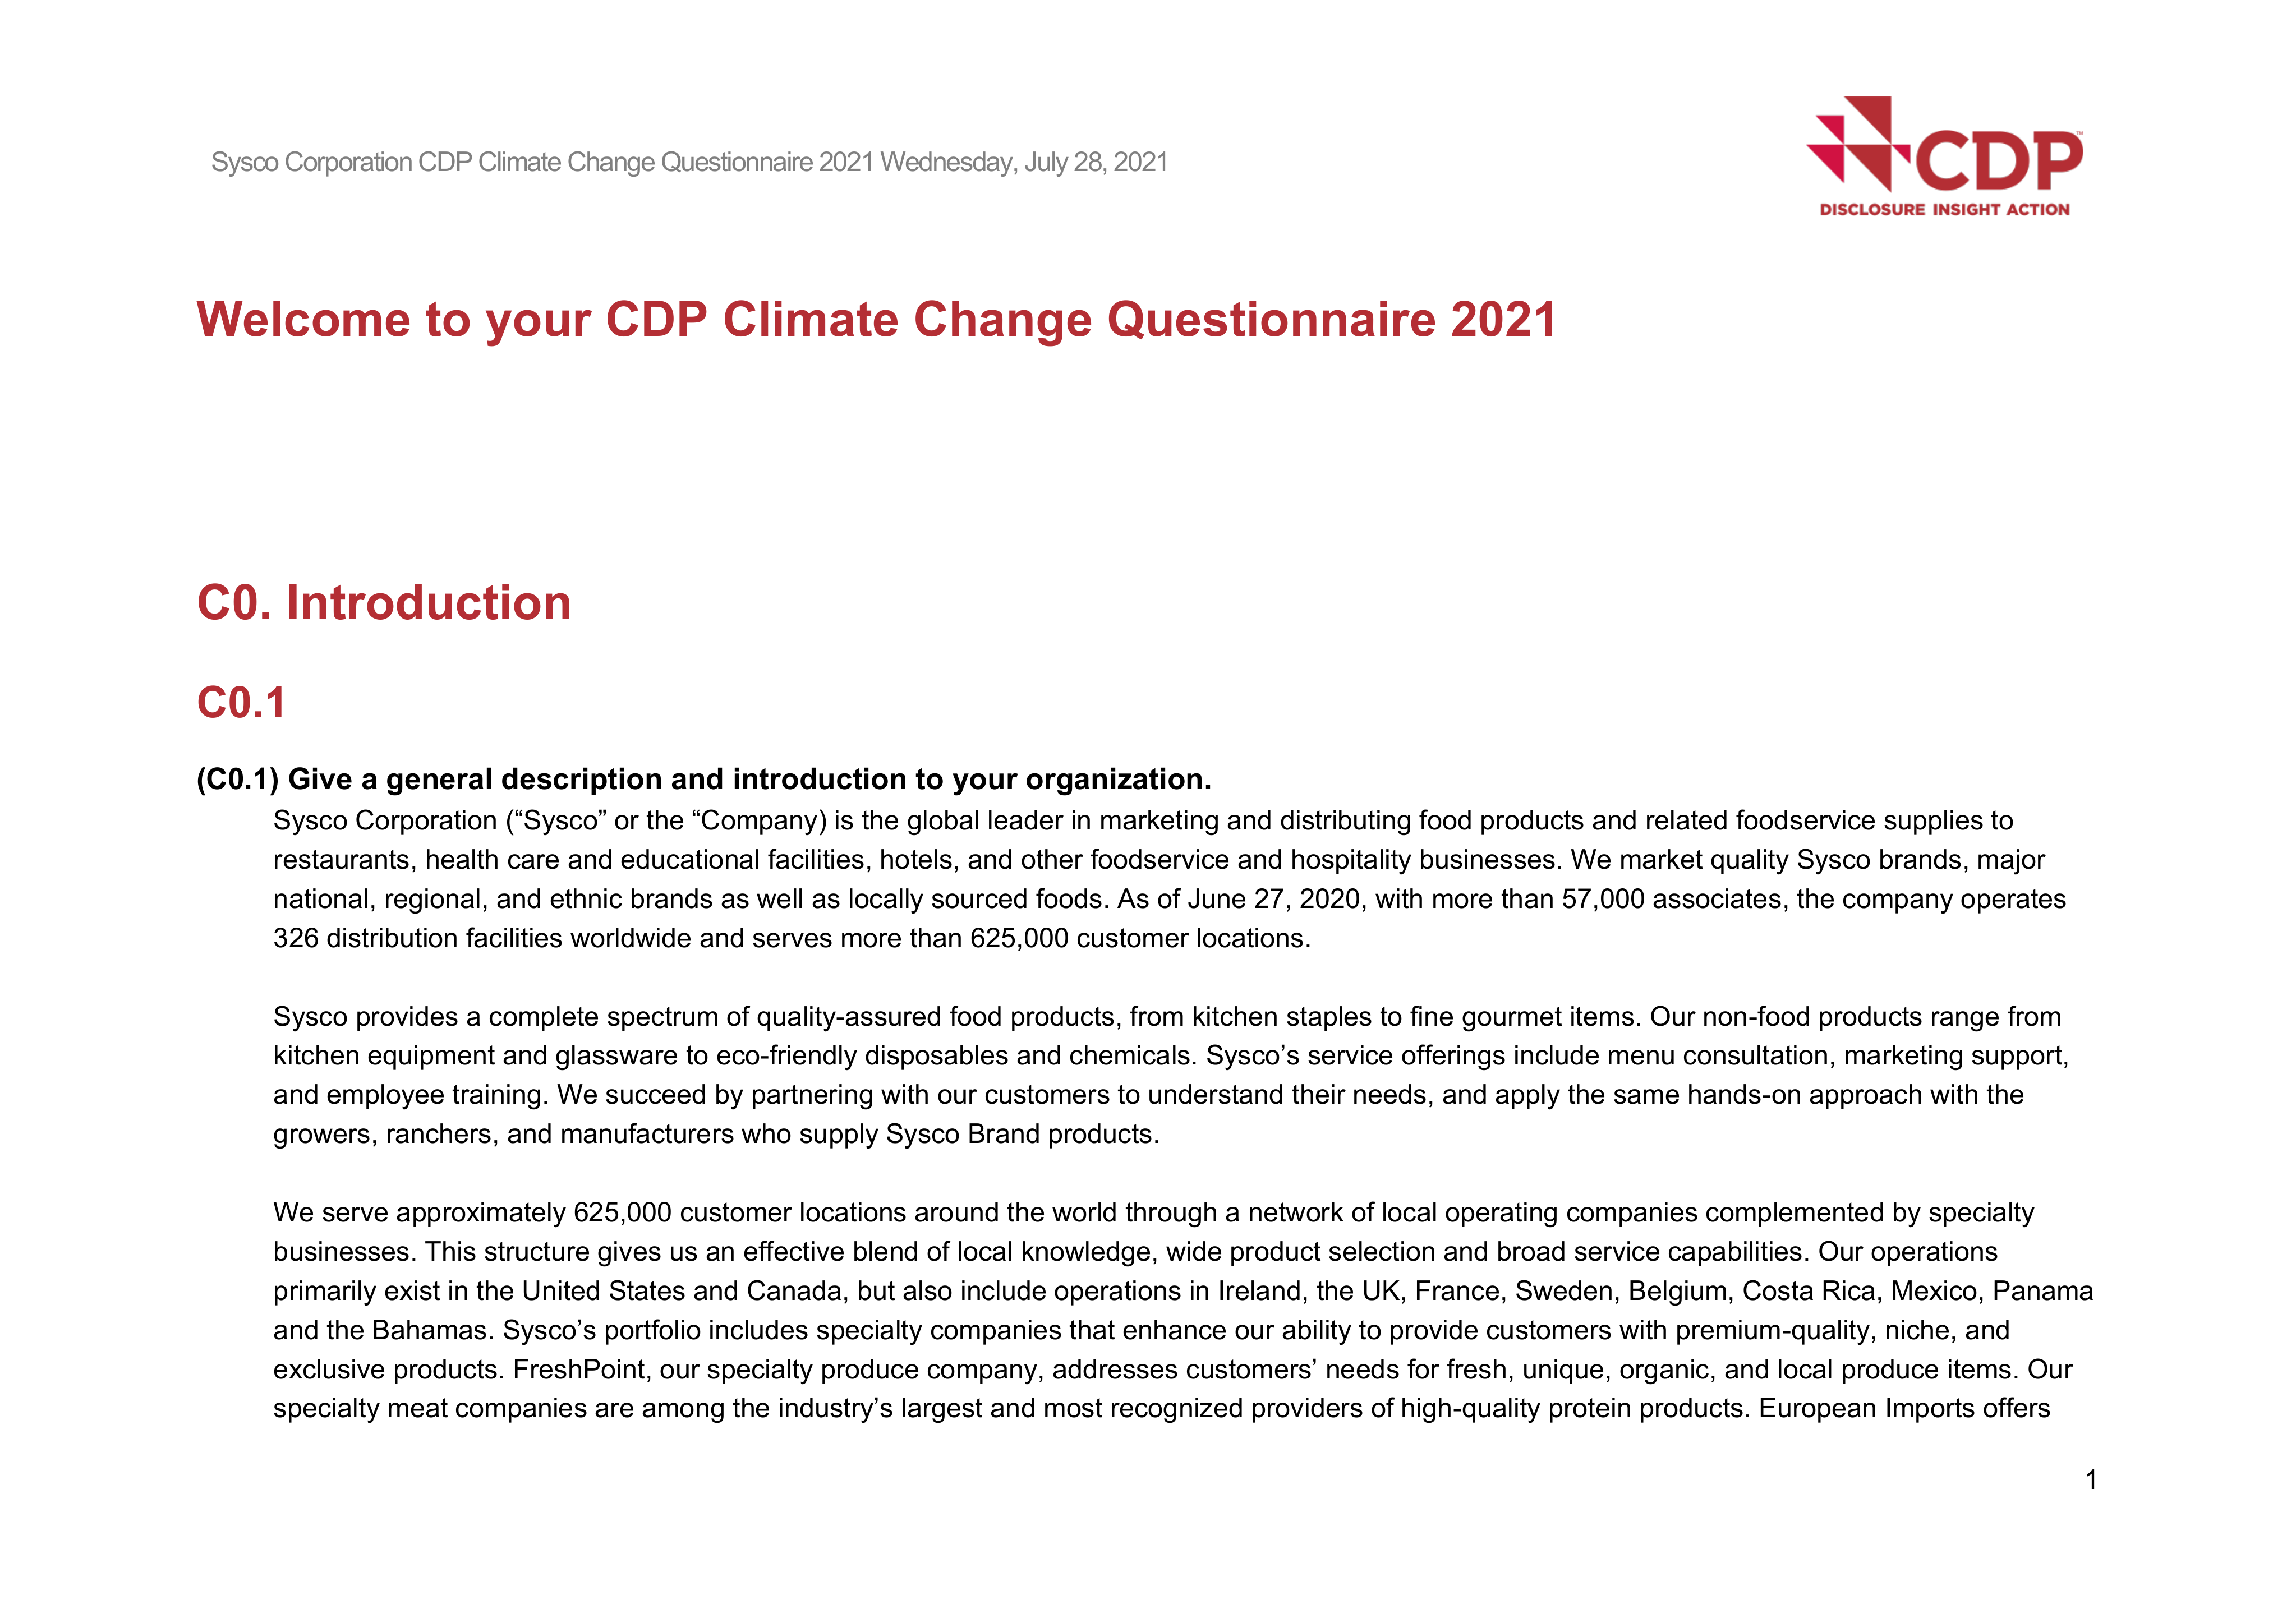 Sysco Corporation CDP Climate Change Questionnaire 2021 Wednesday, July 28, 2021
CDP™
DISCLOSURE INSIGHT ACTION
Welcome to your CDP Climate Change Questionnaire 2021
C0. Introduction
C0.1
(C0.1) Give a general description and introduction to your organization.
Sysco Corporation (“Sysco” or the “Company) is the global leader in marketing and distributing food products and related foodservice supplies to
restaurants, health care and educational facilities, hotels, and other foodservice and hospitality businesses. We market quality Sysco brands, major
national, regional, and ethnic brands as well as locally sourced foods. As of June 27, 2020, with more than 57,000 associates, the company operates
326 distribution facilities worldwide and serves more than 625,000 customer locations.
Sysco provides a complete spectrum of quality-assured food products, from kitchen staples to fine gourmet items. Our non-food products range from
kitchen equipment and glassware to eco-friendly disposables and chemicals. Sysco’s service offerings include menu consultation, marketing support,
and employee training. We succeed by partnering with our customers to understand their needs, and apply the same hands-on approach with the
growers, ranchers, and manufacturers who supply Sysco Brand products.
We serve approximately 625,000 customer locations around the world through a network of local operating companies complemented by specialty
businesses. This structure gives us an effective blend of local knowledge, wide product selection and broad service capabilities. Our operations
primarily exist in the United States and Canada, but also include operations in Ireland, the UK, France, Sweden, Belgium, Costa Rica, Mexico, Panama
and the Bahamas. Sysco’s portfolio includes specialty companies that enhance our ability to provide customers with premium-quality, niche, and
exclusive products. FreshPoint, our specialty produce company, addresses customers’ needs for fresh, unique, organic, and local produce items. Our
specialty meat companies are among the industry’s largest and most recognized providers of high-quality protein products. European Imports offers
1